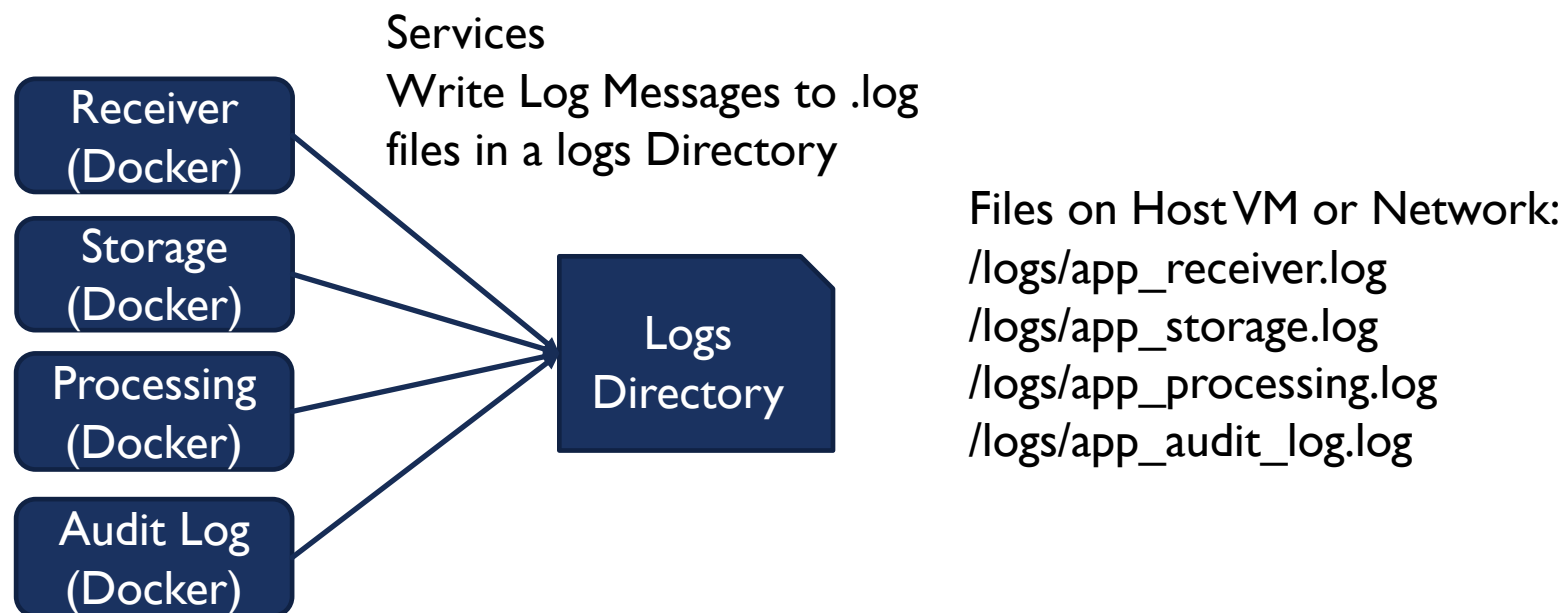 Services
Write Log Messages to .log
files in a logs Directory
Receiver
(Docker)
Storage
(Docker)
Processing
(Docker)
Audit Log
(Docker)
Logs
Directory
Files on Host VM or Network:
/logs/app_receiver.log
/logs/app_storage.log
/logs/app_processing.log
/logs/app_audit_log.log